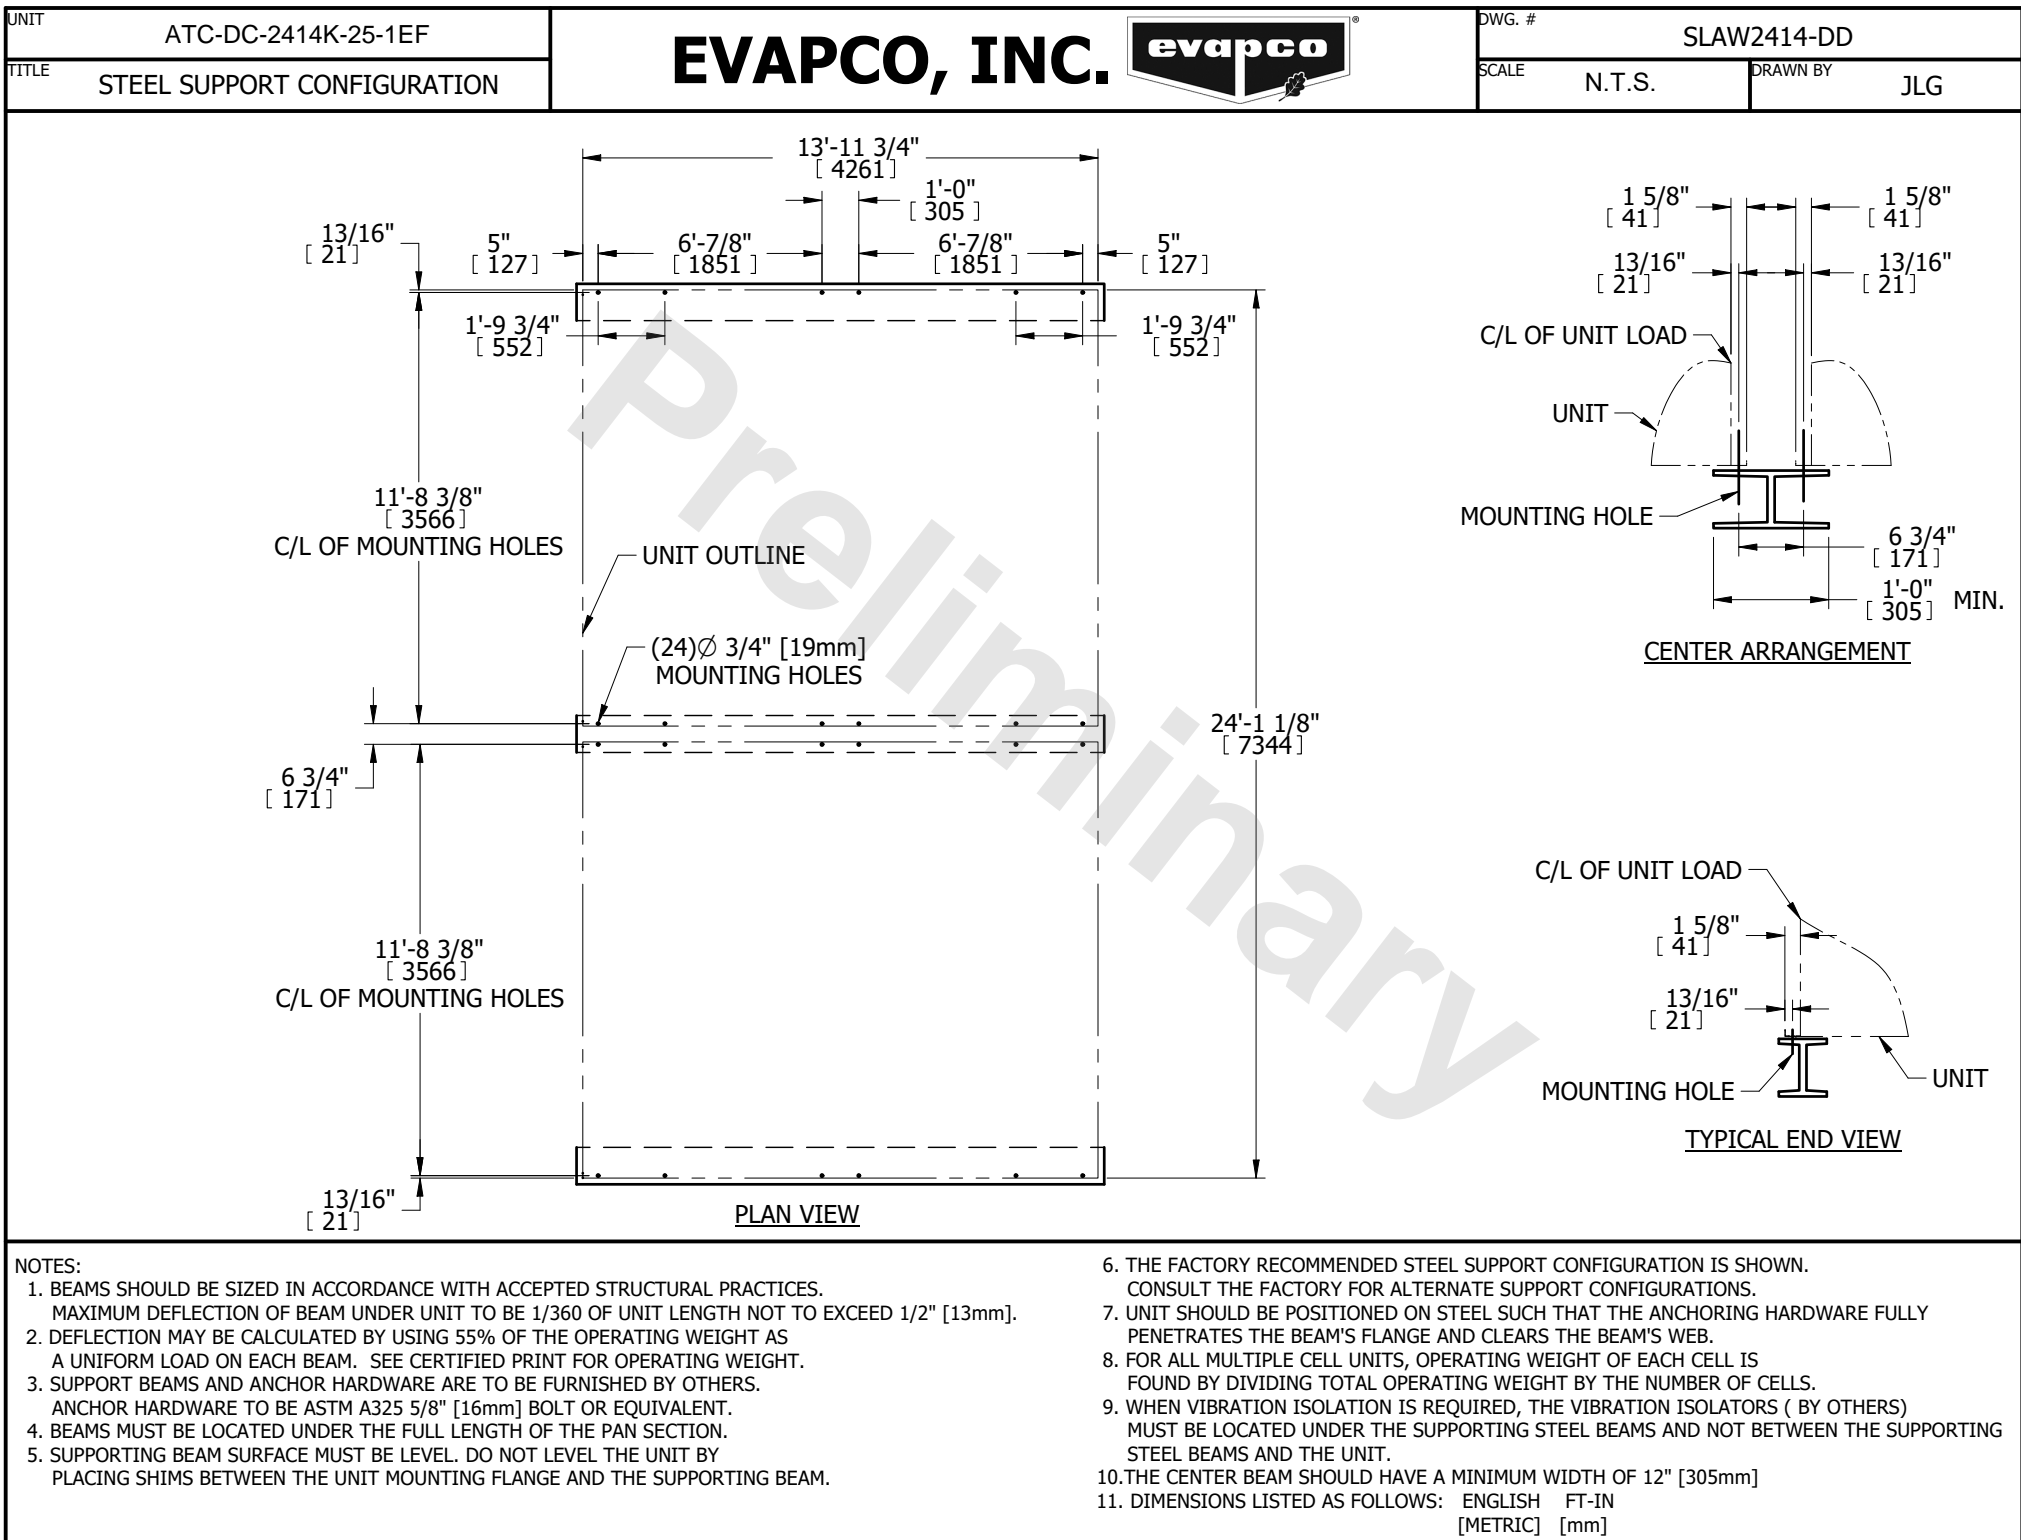 UNIT
ATC-DC-2414K-25-1EF
TITLE
STEEL SUPPORT CONFIGURATION
EVAPCO, INC.
evapco
®
DWG. #
SLAW2414-DD
SCALE
N.T.S.
DRAWN BY
JLG
13'-11 3/4"
[ 4261]
1'-0"
[ 305 ]
13/16"
[ 21]
5"
[ 127]
6'-7/8"
[ 1851 ]
6'-7/8"
[ 1851 ]
5"
[ 127]
1'-9 3/4"
[ 552]
1'-9 3/4"
[ 552]
11'-8 3/8"
[ 3566]
C/L OF MOUNTING HOLES
UNIT OUTLINE
(24)∅ 3/4" [19mm]
MOUNTING HOLES
6 3/4"
[ 171]
24'-1 1/8"
[ 7344]
11'-8 3/8"
[ 3566]
C/L OF MOUNTING HOLES
13/16"
[ 21]
PLAN VIEW
Preliminary
1 5/8"
[ 41]
1 5/8"
[ 41]
13/16"
[ 21]
13/16"
[ 21]
C/L OF UNIT LOAD
UNIT
MOUNTING HOLE
6 3/4"
[ 171]
1'-0"
[ 305] MIN.
CENTER ARRANGEMENT
C/L OF UNIT LOAD
1 5/8"
[ 41]
13/16"
[ 21]
MOUNTING HOLE
UNIT
TYPICAL END VIEW
NOTES:
1. BEAMS SHOULD BE SIZED IN ACCORDANCE WITH ACCEPTED STRUCTURAL PRACTICES.
MAXIMUM DEFLECTION OF BEAM UNDER UNIT TO BE 1/360 OF UNIT LENGTH NOT TO EXCEED 1/2" [13mm].
2. DEFLECTION MAY BE CALCULATED BY USING 55% OF THE OPERATING WEIGHT AS
A UNIFORM LOAD ON EACH BEAM. SEE CERTIFIED PRINT FOR OPERATING WEIGHT.
3. SUPPORT BEAMS AND ANCHOR HARDWARE ARE TO BE FURNISHED BY OTHERS.
ANCHOR HARDWARE TO BE ASTM A325 5/8" [16mm] BOLT OR EQUIVALENT.
4. BEAMS MUST BE LOCATED UNDER THE FULL LENGTH OF THE PAN SECTION.
5. SUPPORTING BEAM SURFACE MUST BE LEVEL. DO NOT LEVEL THE UNIT BY
PLACING SHIMS BETWEEN THE UNIT MOUNTING FLANGE AND THE SUPPORTING BEAM.
6. THE FACTORY RECOMMENDED STEEL SUPPORT CONFIGURATION IS SHOWN.
CONSULT THE FACTORY FOR ALTERNATE SUPPORT CONFIGURATIONS.
7. UNIT SHOULD BE POSITIONED ON STEEL SUCH THAT THE ANCHORING HARDWARE FULLY
PENETRATES THE BEAM'S FLANGE AND CLEARS THE BEAM'S WEB.
8. FOR ALL MULTIPLE CELL UNITS, OPERATING WEIGHT OF EACH CELL IS
FOUND BY DIVIDING TOTAL OPERATING WEIGHT BY THE NUMBER OF CELLS.
9. WHEN VIBRATION ISOLATION IS REQUIRED, THE VIBRATION ISOLATORS ( BY OTHERS)
MUST BE LOCATED UNDER THE SUPPORTING STEEL BEAMS AND NOT BETWEEN THE SUPPORTING
STEEL BEAMS AND THE UNIT.
10.THE CENTER BEAM SHOULD HAVE A MINIMUM WIDTH OF 12" [305mm]
11. DIMENSIONS LISTED AS FOLLOWS: ENGLISH FT-IN
[METRIC] [mm]